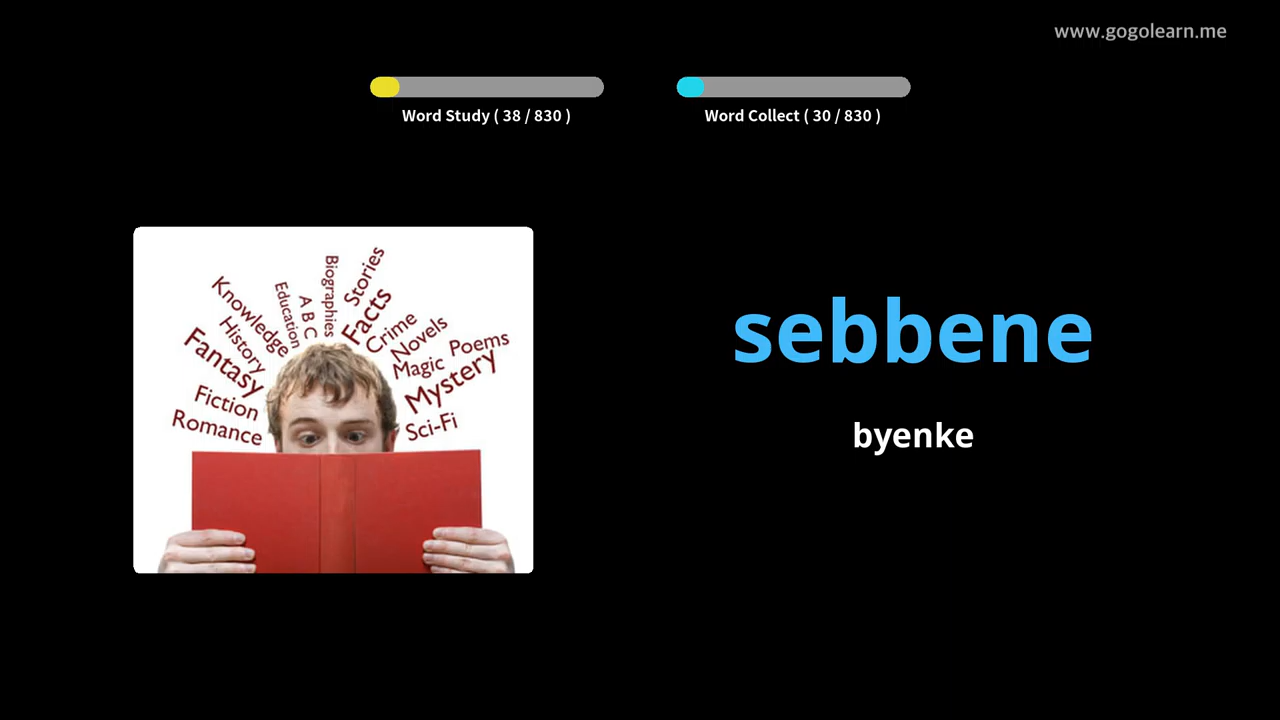 www.gogolearn.me
Word Study ( 38 / 830 )
Word Collect ( 30 / 830 )
Biographies
Stories
Education
A B C
Facts
Knowledge
Crime
History
Novels
Fantasy
Magic
Poems
Mystery
Fiction
Romance
Sci-Fi
sebbene
byenke